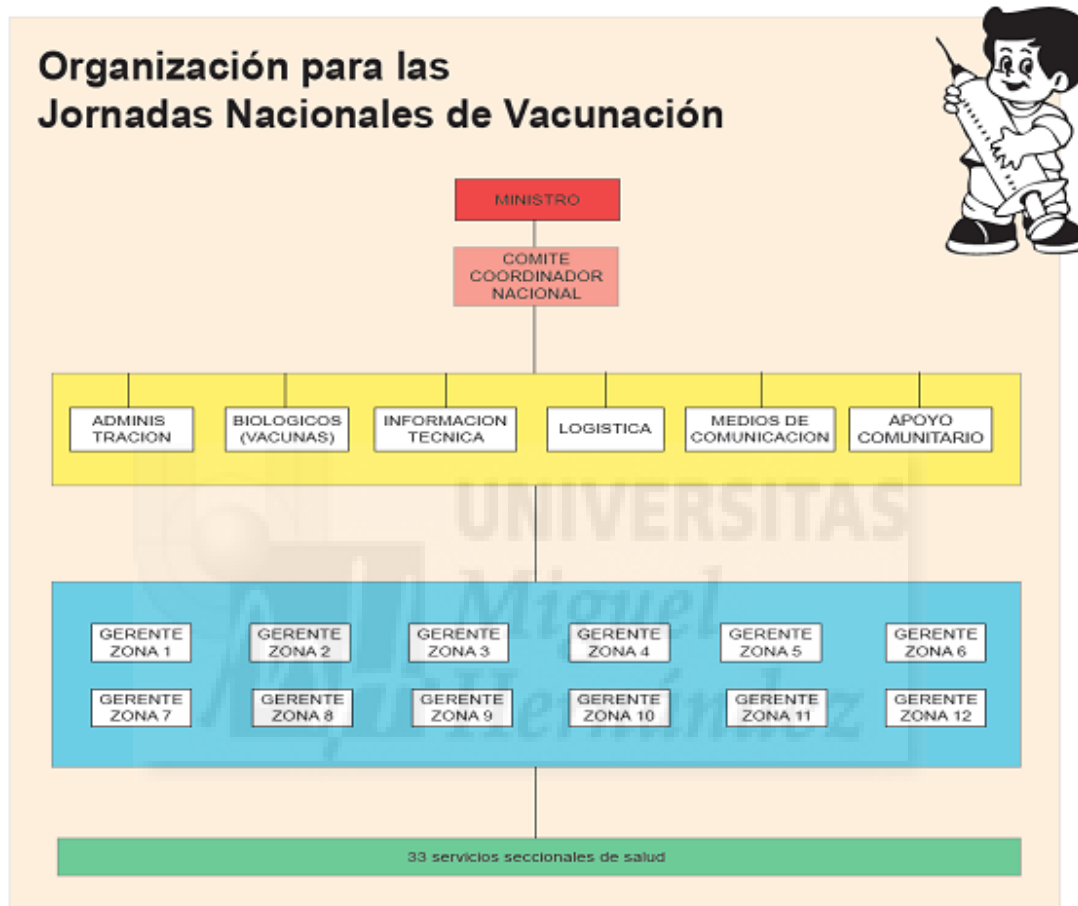 Organización para las
Jornadas Nacionales de Vacunación
MINISTRO
COMITE
COORDINADOR
NACIONAL
ADMINIS
TRACION
BIOLOGICOS
(VACUNAS)
INFORMACION
TECNICA
LOGISTICA
MEDIOS DE
COMUNICACION
APOYO
COMUNITARIO
UNIVERSITAS
Miguel
Hernández
GERENTE
ZONA 1
GERENTE
ZONA 2
GERENTE
ZONA 3
GERENTE
ZONA 4
GERENTE
ZONA 5
GERENTE
ZONA 6
GERENTE
ZONA 7
GERENTE
ZONA 8
GERENTE
ZONA 9
GERENTE
ZONA 10
GERENTE
ZONA 11
GERENTE
ZONA 12
33 servicios seccionales de salud